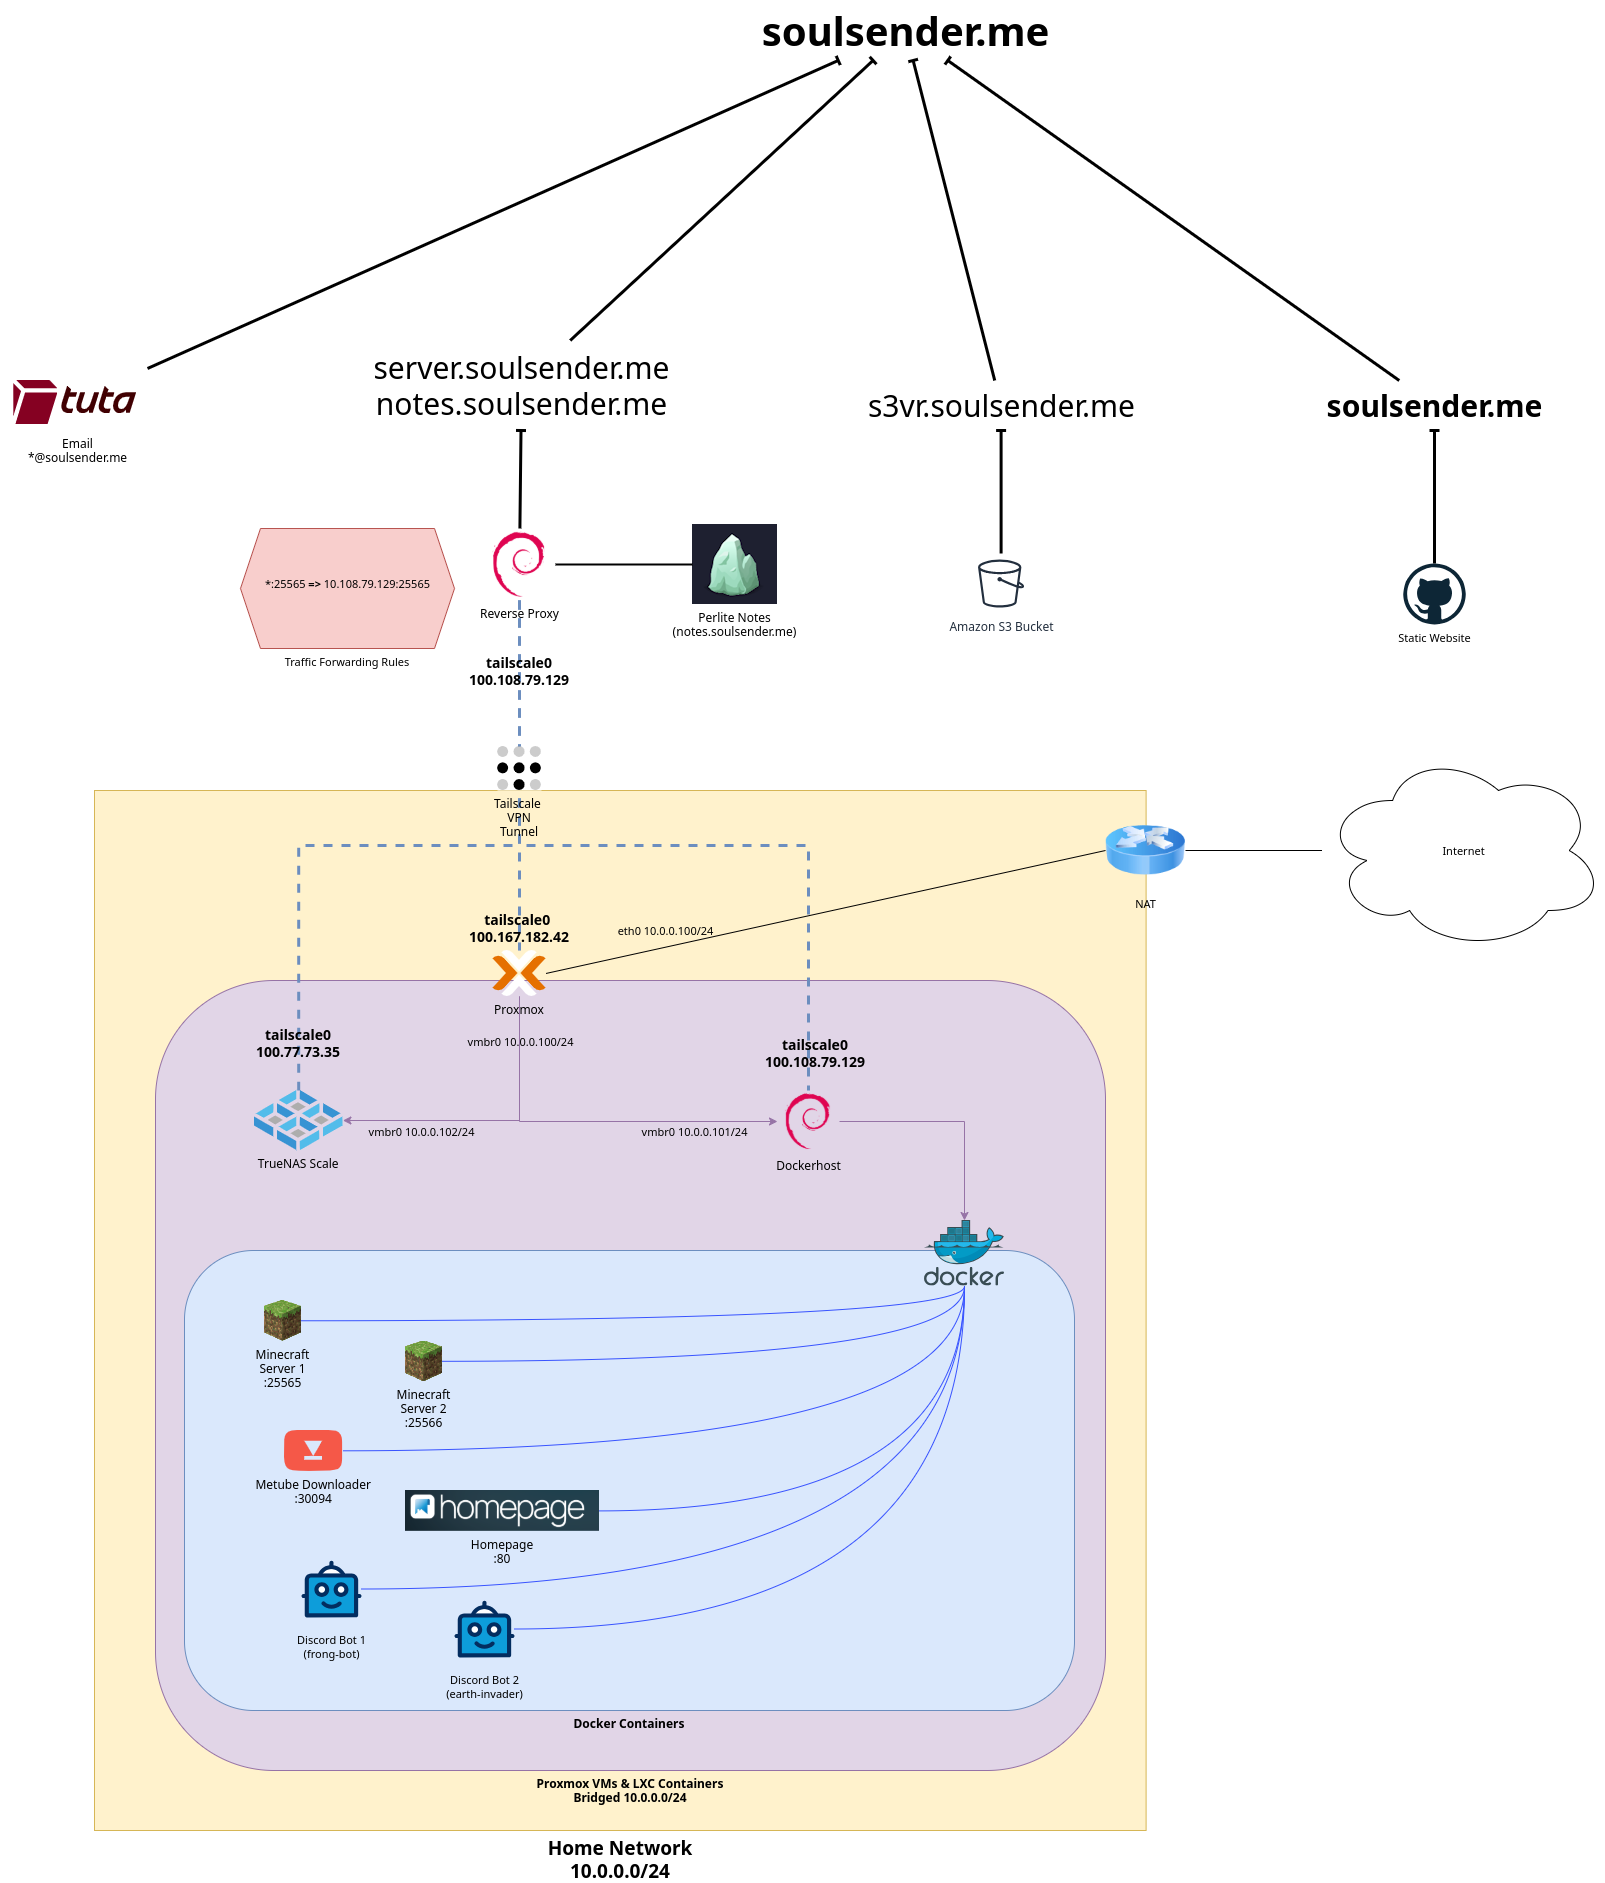 soulsender.me
tuta
Email
*@soulsender.me
server.soulsender.me
notes.soulsender.me
s3vr.soulsender.me
soulsender.me
*:25565 => 10.108.79.129:25565
Traffic Forwarding Rules
Reverse Proxy
Perlite Notes
(notes.soulsender.me)
Amazon S3 Bucket
Static Website
tailscale0
100.108.79.129
Tailscale
VPN
Tunnel
NAT
Internet
eth0 10.0.0.100/24
tailscale0
100.167.182.42
Proxmox
vmbr0 10.0.0.100/24
tailscale0
100.77.73.35
tailscale0
100.108.79.129
vmbr0 10.0.0.102/24
vmbr0 10.0.0.101/24
TrueNAS Scale
Dockerhost
docker
Minecraft
Server 1
:25565
Minecraft
Server 2
:25566
Metube Downloader
:30094
homepage
Homepage
:80
Discord Bot 1
(frong-bot)
Discord Bot 2
(earth-invader)
Docker Containers
Proxmox VMs & LXC Containers
Bridged 10.0.0.0/24
Home Network
10.0.0.0/24